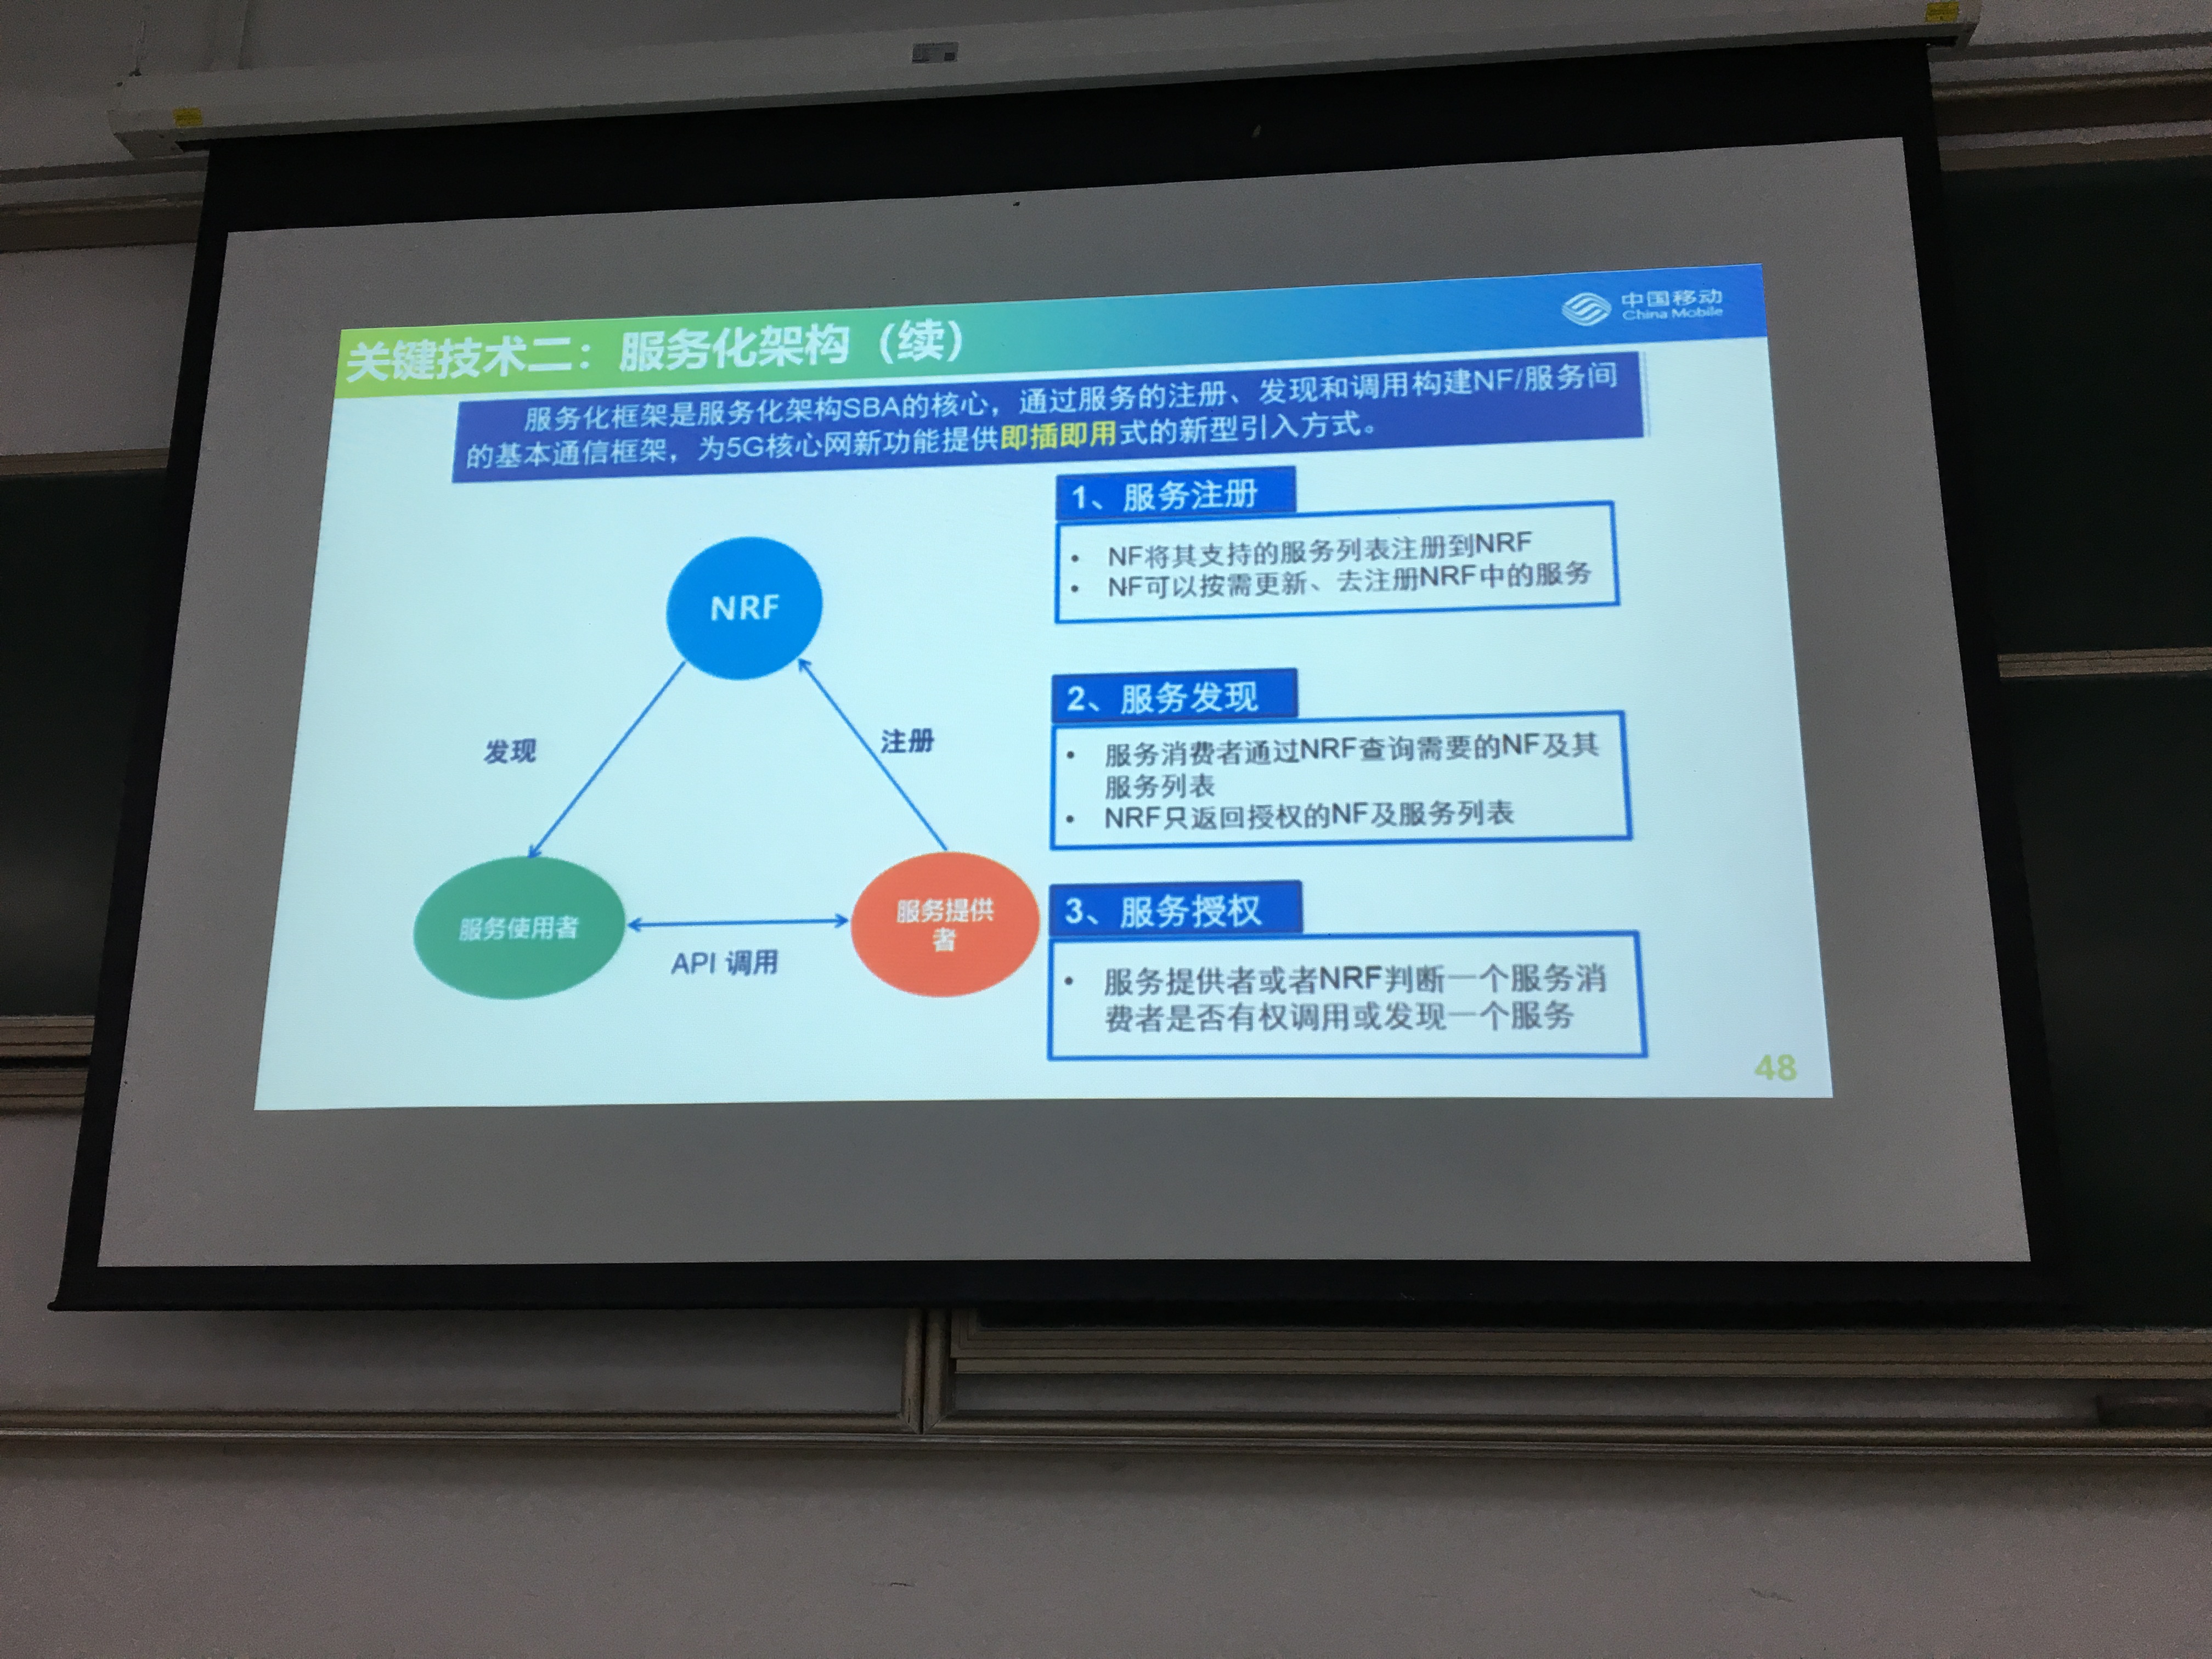 中国移动
China Mobile
关键技术二：服务化架构（续）
服务化框架是服务化架构SBA的核心，通过服务的注册、发现和调用构建NF/服务间
的基本通信框架，为5G核心网新功能提供即插即用式的新型引入方式。
NRF
发现
注册
服务使用者
服务提供
者
API 调用
1、服务注册
• NF将其支持的服务列表注册到NRF
• NF可以按需更新、去注册NRF中的服务
2、服务发现
• 服务消费者通过NRF查询需要的NF及其
服务列表
• NRF只返回授权的NF及服务列表
3、服务授权
• 服务提供者或者NRF判断一个服务消
费者是否有权调用或发现一个服务
48